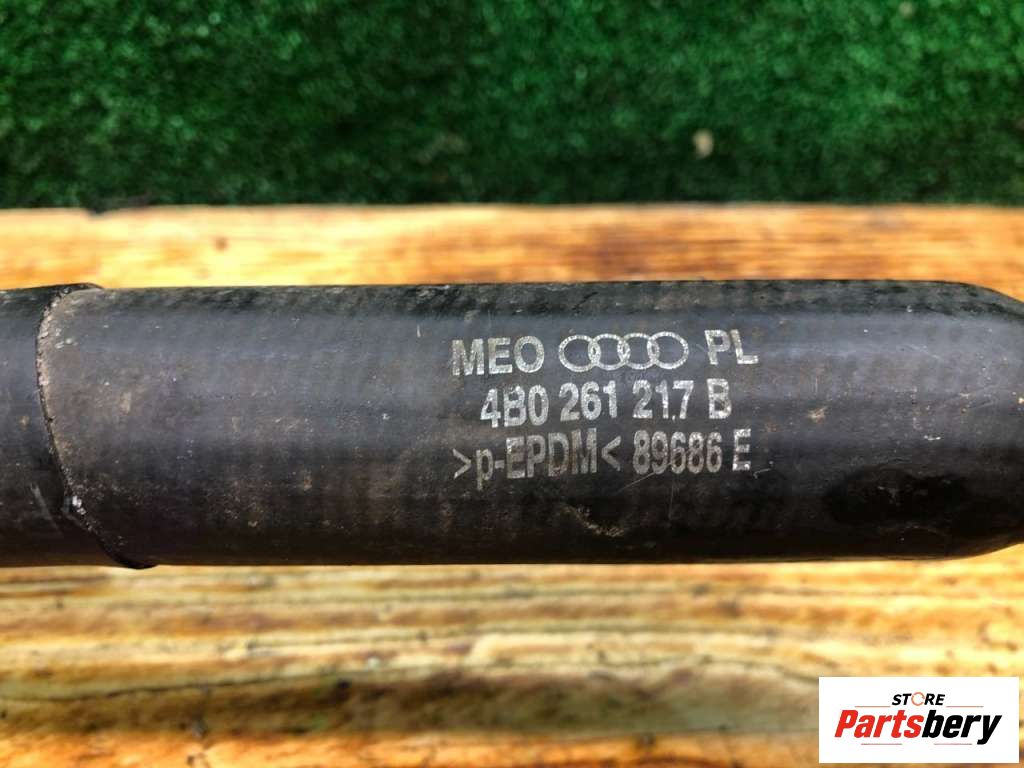 MEO PL
4B0 261 217 B
>p-EPDM< 89686 E
STORE
Partsbery